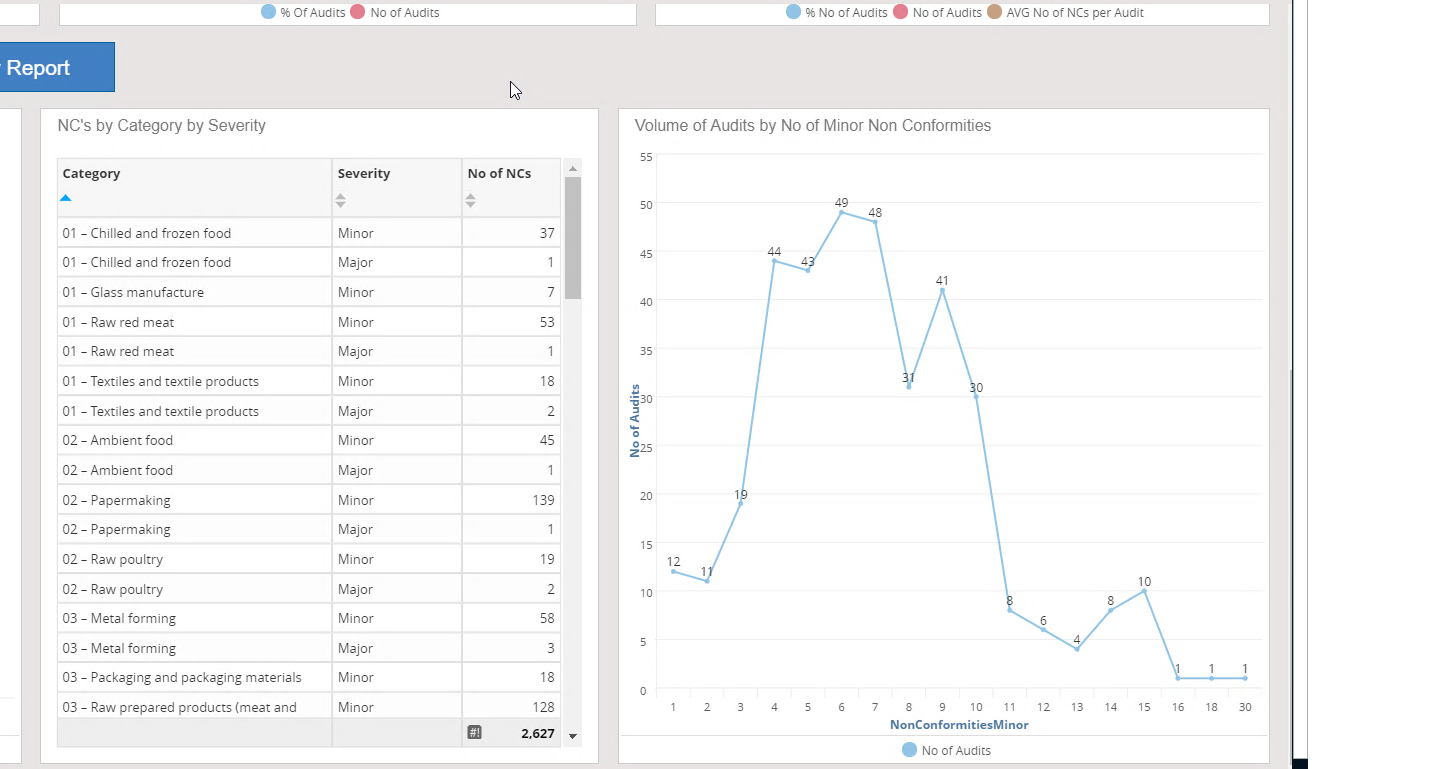 % Of Audits No of Audits
% No of Audits No of Audits AVG No of NCs per Audit
Report
NC's by Category by Severity
Category Severity No of NCs
01 – Chilled and frozen food Minor 37
01 – Chilled and frozen food Major 1
01 – Glass manufacture Minor 7
01 – Raw red meat Minor 53
01 – Raw red meat Major 1
01 – Textiles and textile products Minor 18
01 – Textiles and textile products Major 2
02 – Ambient food Minor 45
02 – Ambient food Major 1
02 – Papermaking Minor 139
02 – Papermaking Major 1
02 – Raw poultry Minor 19
02 – Raw poultry Major 2
03 – Metal forming Minor 58
03 – Metal forming Major 3
03 – Packaging and packaging materials Minor 18
03 – Raw prepared products (meat and Minor 128
#! 2,627
Volume of Audits by No of Minor Non Conformities
55
50
45
40
35
30
25
20
15
10
5
0
No of Audits
12 11 19 44 43 49 48 31 41 30 8 6 4 8 10 1 1 1
1 2 3 4 5 6 7 8 9 10 11 12 13 14 15 16 18 30
NonConformitiesMinor
No of Audits